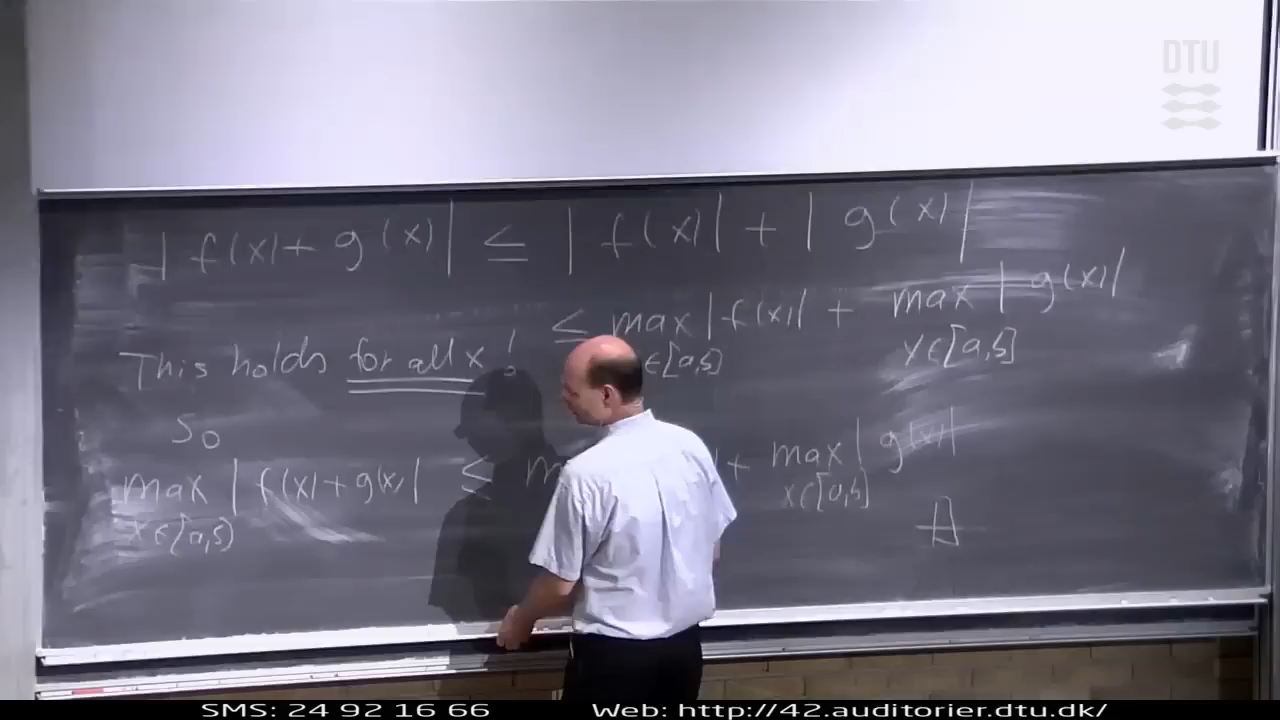 | f(x) + g(x) | ≤ | f(x) | + | g(x) |
≤ max | f(x) | + max | g(x) |
∈[a,b] x∈[a,b]
This holds for all x !
So
max | f(x) + g(x) | ≤ m + max | g(x) |
x∈[a,b] x∈[a,b]
DTU
SMS: 24 92 16 66 Web: http://42.auditorier.dtu.dk/